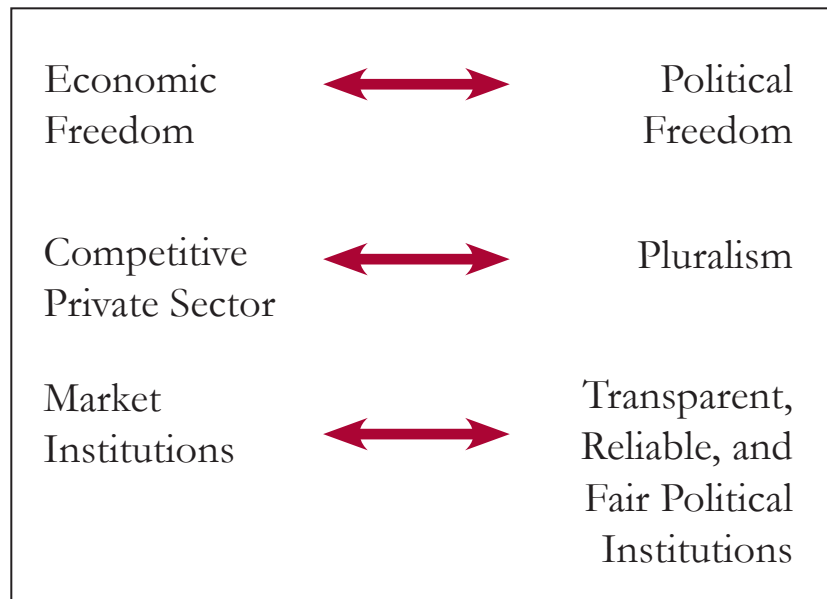 Economic
Freedom
Political
Freedom
Competitive
Private Sector
Pluralism
Market
Institutions
Transparent,
Reliable, and
Fair Political
Institutions